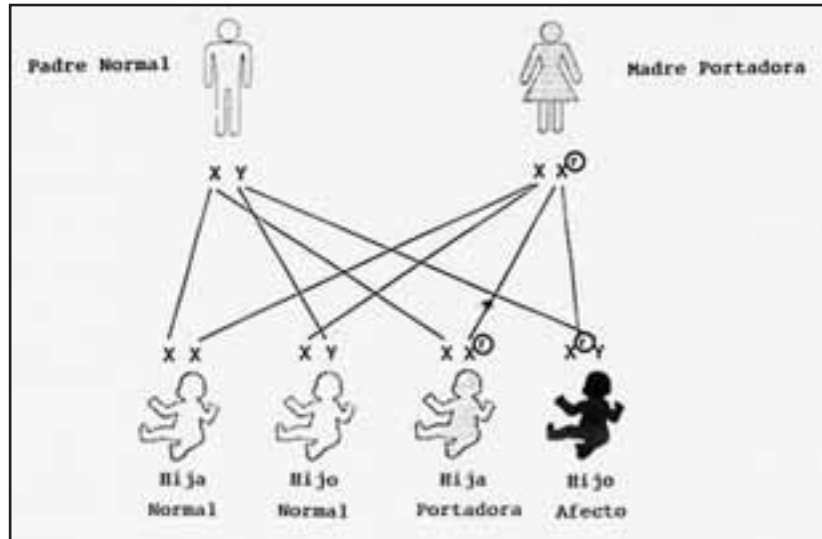 Padre Normal
Madre Portadora
X Y
X X r
X X
X Y
X X r
X r Y
Hija
Normal
Hijo
Normal
Hija
Portadora
Hijo
Afecto